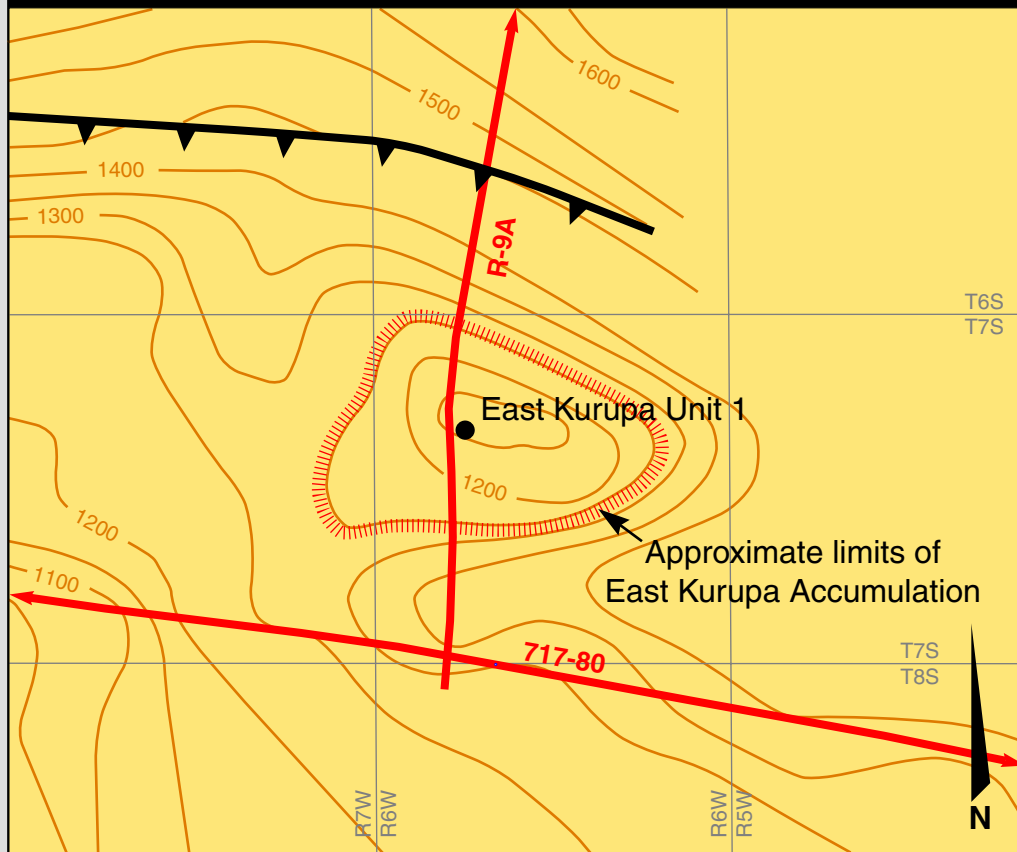 1600
1500
1400
1300
R-9A
T6S
T7S
East Kurupa Unit 1
1200
1200
Approximate limits of
East Kurupa Accumulation
1100
717-80
T7S
T8S
R7W
R6W
R6W
R5W
N